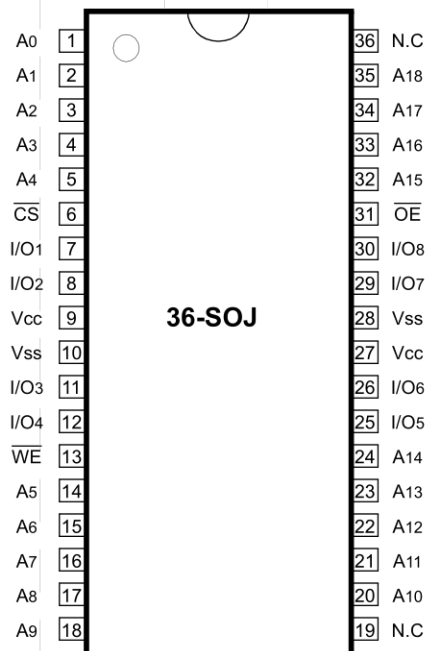 A0 1 36 N.C
A1 2 35 A18
A2 3 34 A17
A3 4 33 A16
A4 5 32 A15
C̅S̅ 6 31 O̅E̅
I/O1 7 30 I/O8
I/O2 8 29 I/O7
Vcc 9 36-SOJ 28 Vss
Vss 10 27 Vcc
I/O3 11 26 I/O6
I/O4 12 25 I/O5
W̅E̅ 13 24 A14
A5 14 23 A13
A6 15 22 A12
A7 16 21 A11
A8 17 20 A10
A9 18 19 N.C